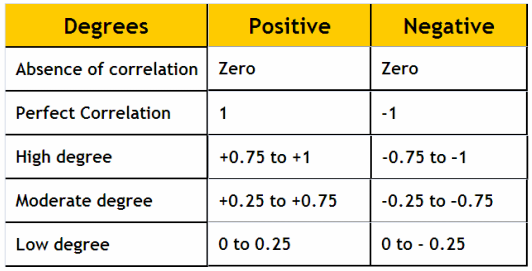 Degrees Positive Negative
Absence of correlation Zero Zero
Perfect Correlation 1 -1
High degree +0.75 to +1 -0.75 to -1
Moderate degree +0.25 to +0.75 -0.25 to -0.75
Low degree 0 to 0.25 0 to - 0.25